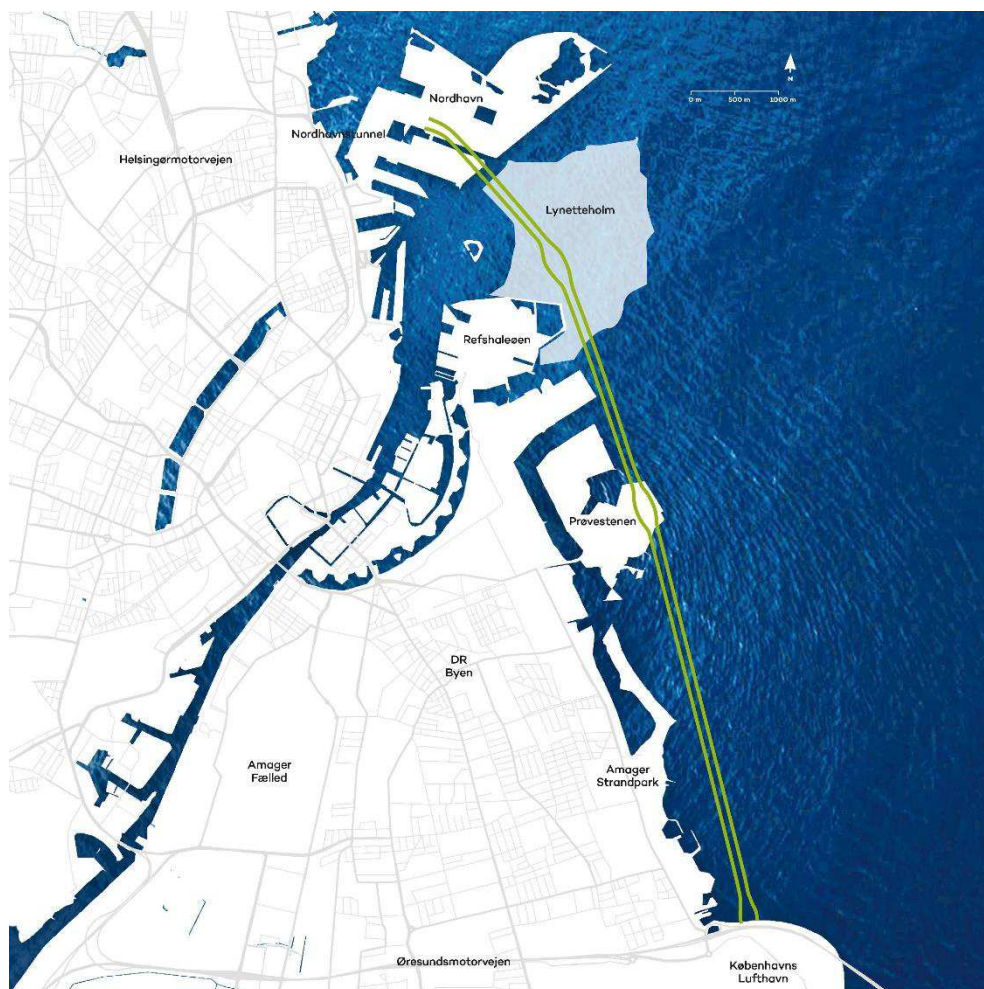 N
0 m 500 m 1000 m
Nordhavn
Nordhavnstunnel
Helsingørmotorvejen
Lynetteholm
Refshaleøen
Prøvestenen
DR
Byen
Amager
Fælled
Amager
Strandpark
Øresundsmotorvejen
Københavns
Lufthavn